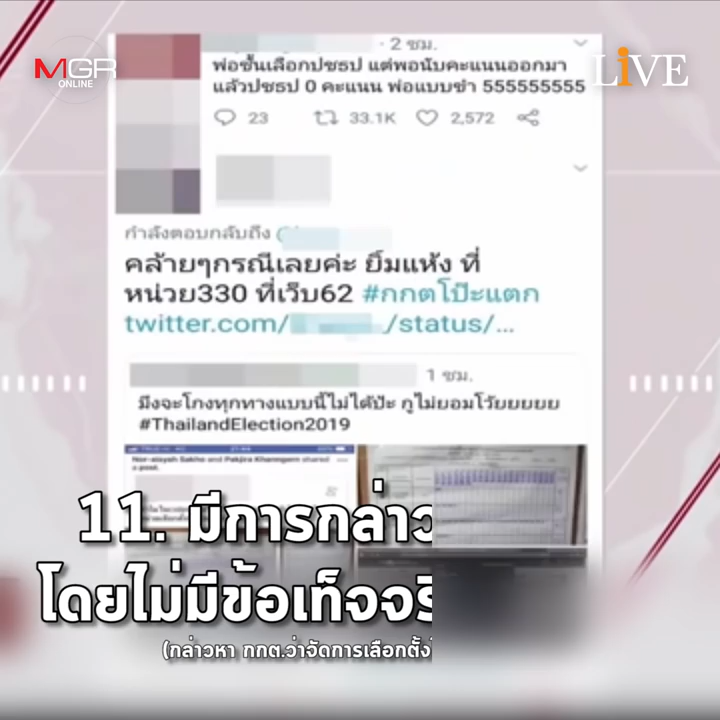 MGR
ONLINE
LiVE
· 2 ชม.
พ่อชั้นเลือกปชธป แต่พอนับคะแนนออกมา
แล้วปชธป 0 คะแนน พ่อแบบขำ 555555555
23 33.1K 2,572
กำลังตอบกลับถึง
คล้ายๆกรณีเลยค่ะ ยิ้มแห้ง ที่
หน่วย330 ที่เว็บ62 #กกตโป๊ะแตก
twitter.com/ /status/...
1 ชม.
มึงจะโกงทุกทางแบบนี้ไม่ได้ป้ะ กูไม่ยอมโว้ยยยยย
#ThailandElection2019
and Pakjira Kharngarm shared
a post.
11. มีการกล่าว
โดยไม่มีข้อเท็จจริ
(กล่าวหา กกต.ว่าจัดการเลือกตั้ง